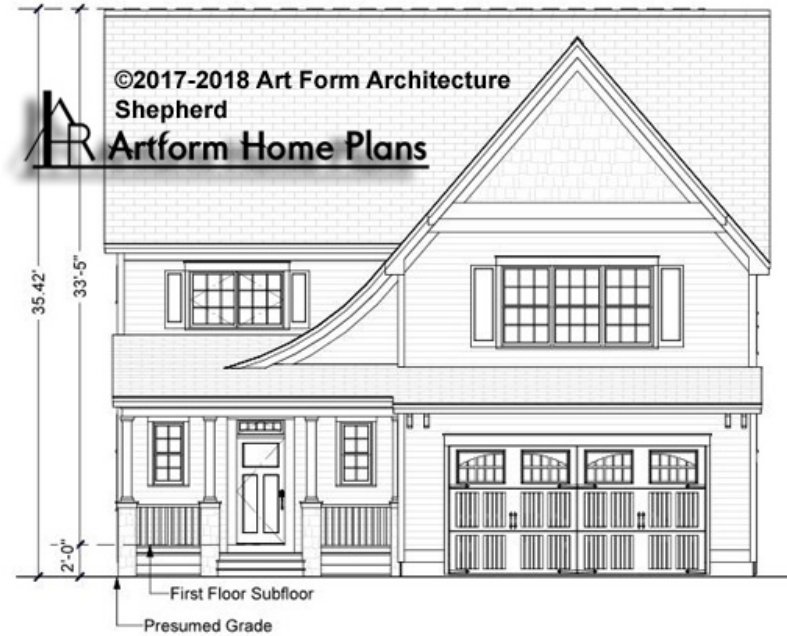 ©2017-2018 Art Form Architecture
Shepherd
AFR
Artform Home Plans
35.42'
33'-5"
2'-0"
First Floor Subfloor
Presumed Grade